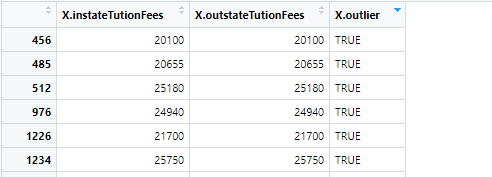 X.instateTutionFees X.outstateTutionFees X.outlier
456 20100 20100 TRUE
485 20655 20655 TRUE
512 25180 25180 TRUE
976 24940 24940 TRUE
1226 21700 21700 TRUE
1234 25750 25750 TRUE